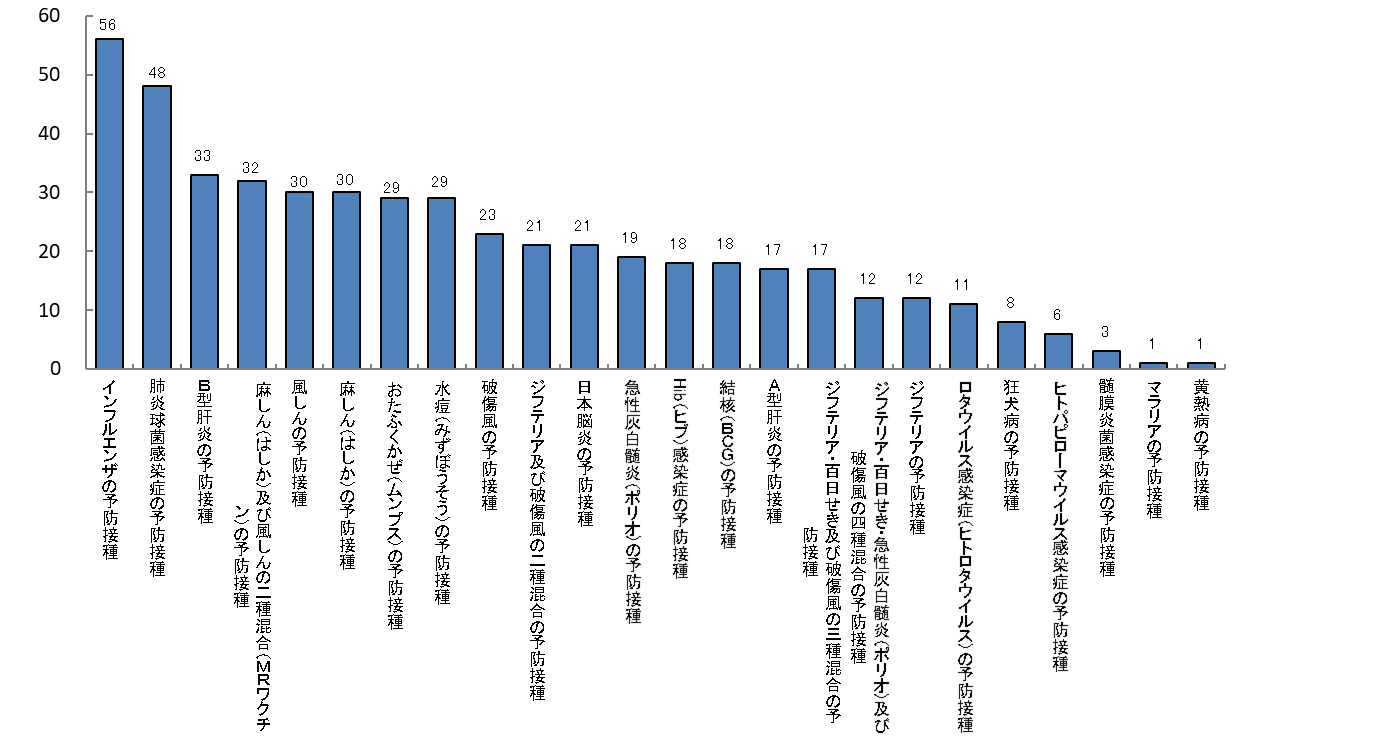 60
50
40
30
20
10
0
56
48
33
32
30
30
29
29
23
21
21
19
18
18
17
17
12
12
11
8
6
3
1
1
インフルエンザの予防接種
肺炎球菌感染症の予防接種
B型肝炎の予防接種
麻しん(はしか)及び風しんの二種混合(MRワクチ
ン)の予防接種
風しんの予防接種
麻しん(はしか)の予防接種
おたふくかぜ(ムンプス)の予防接種
水痘(みずぼうそう)の予防接種
破傷風の予防接種
ジフテリア及び破傷風の二種混合の予防接種
日本脳炎の予防接種
急性灰白髄炎(ポリオ)の予防接種
Hib(ヒブ)感染症の予防接種
結核(BCG)の予防接種
A型肝炎の予防接種
ジフテリア・百日せき及び破傷風の三種混合の予
防接種
ジフテリア・百日せき・急性灰白髄炎(ポリオ)及び
破傷風の四種混合の予防接種
ジフテリアの予防接種
ロタウイルス感染症(ヒトロタウイルス)の予防接種
狂犬病の予防接種
ヒトパピローマウイルス感染症の予防接種
髄膜炎菌感染症の予防接種
マラリアの予防接種
黄熱病の予防接種